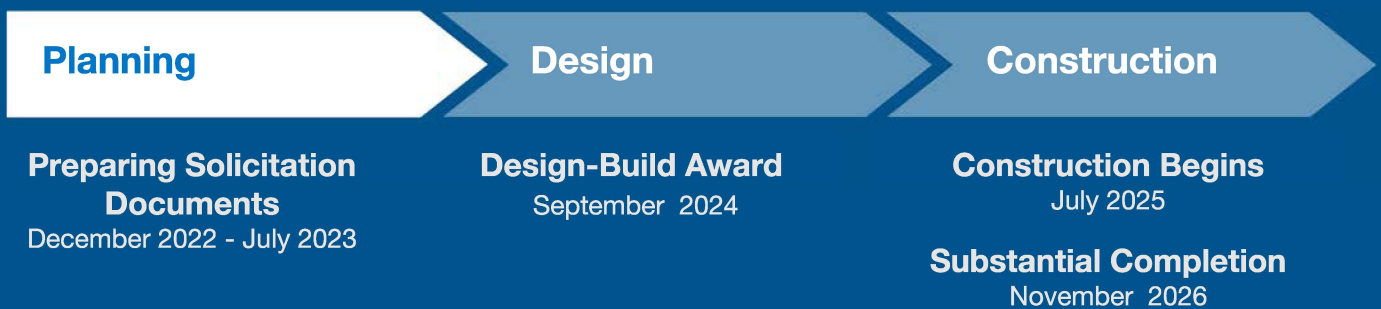 Planning
Design
Construction
Preparing Solicitation
Documents
December 2022 - July 2023
Design-Build Award
September 2024
Construction Begins
July 2025
Substantial Completion
November 2026